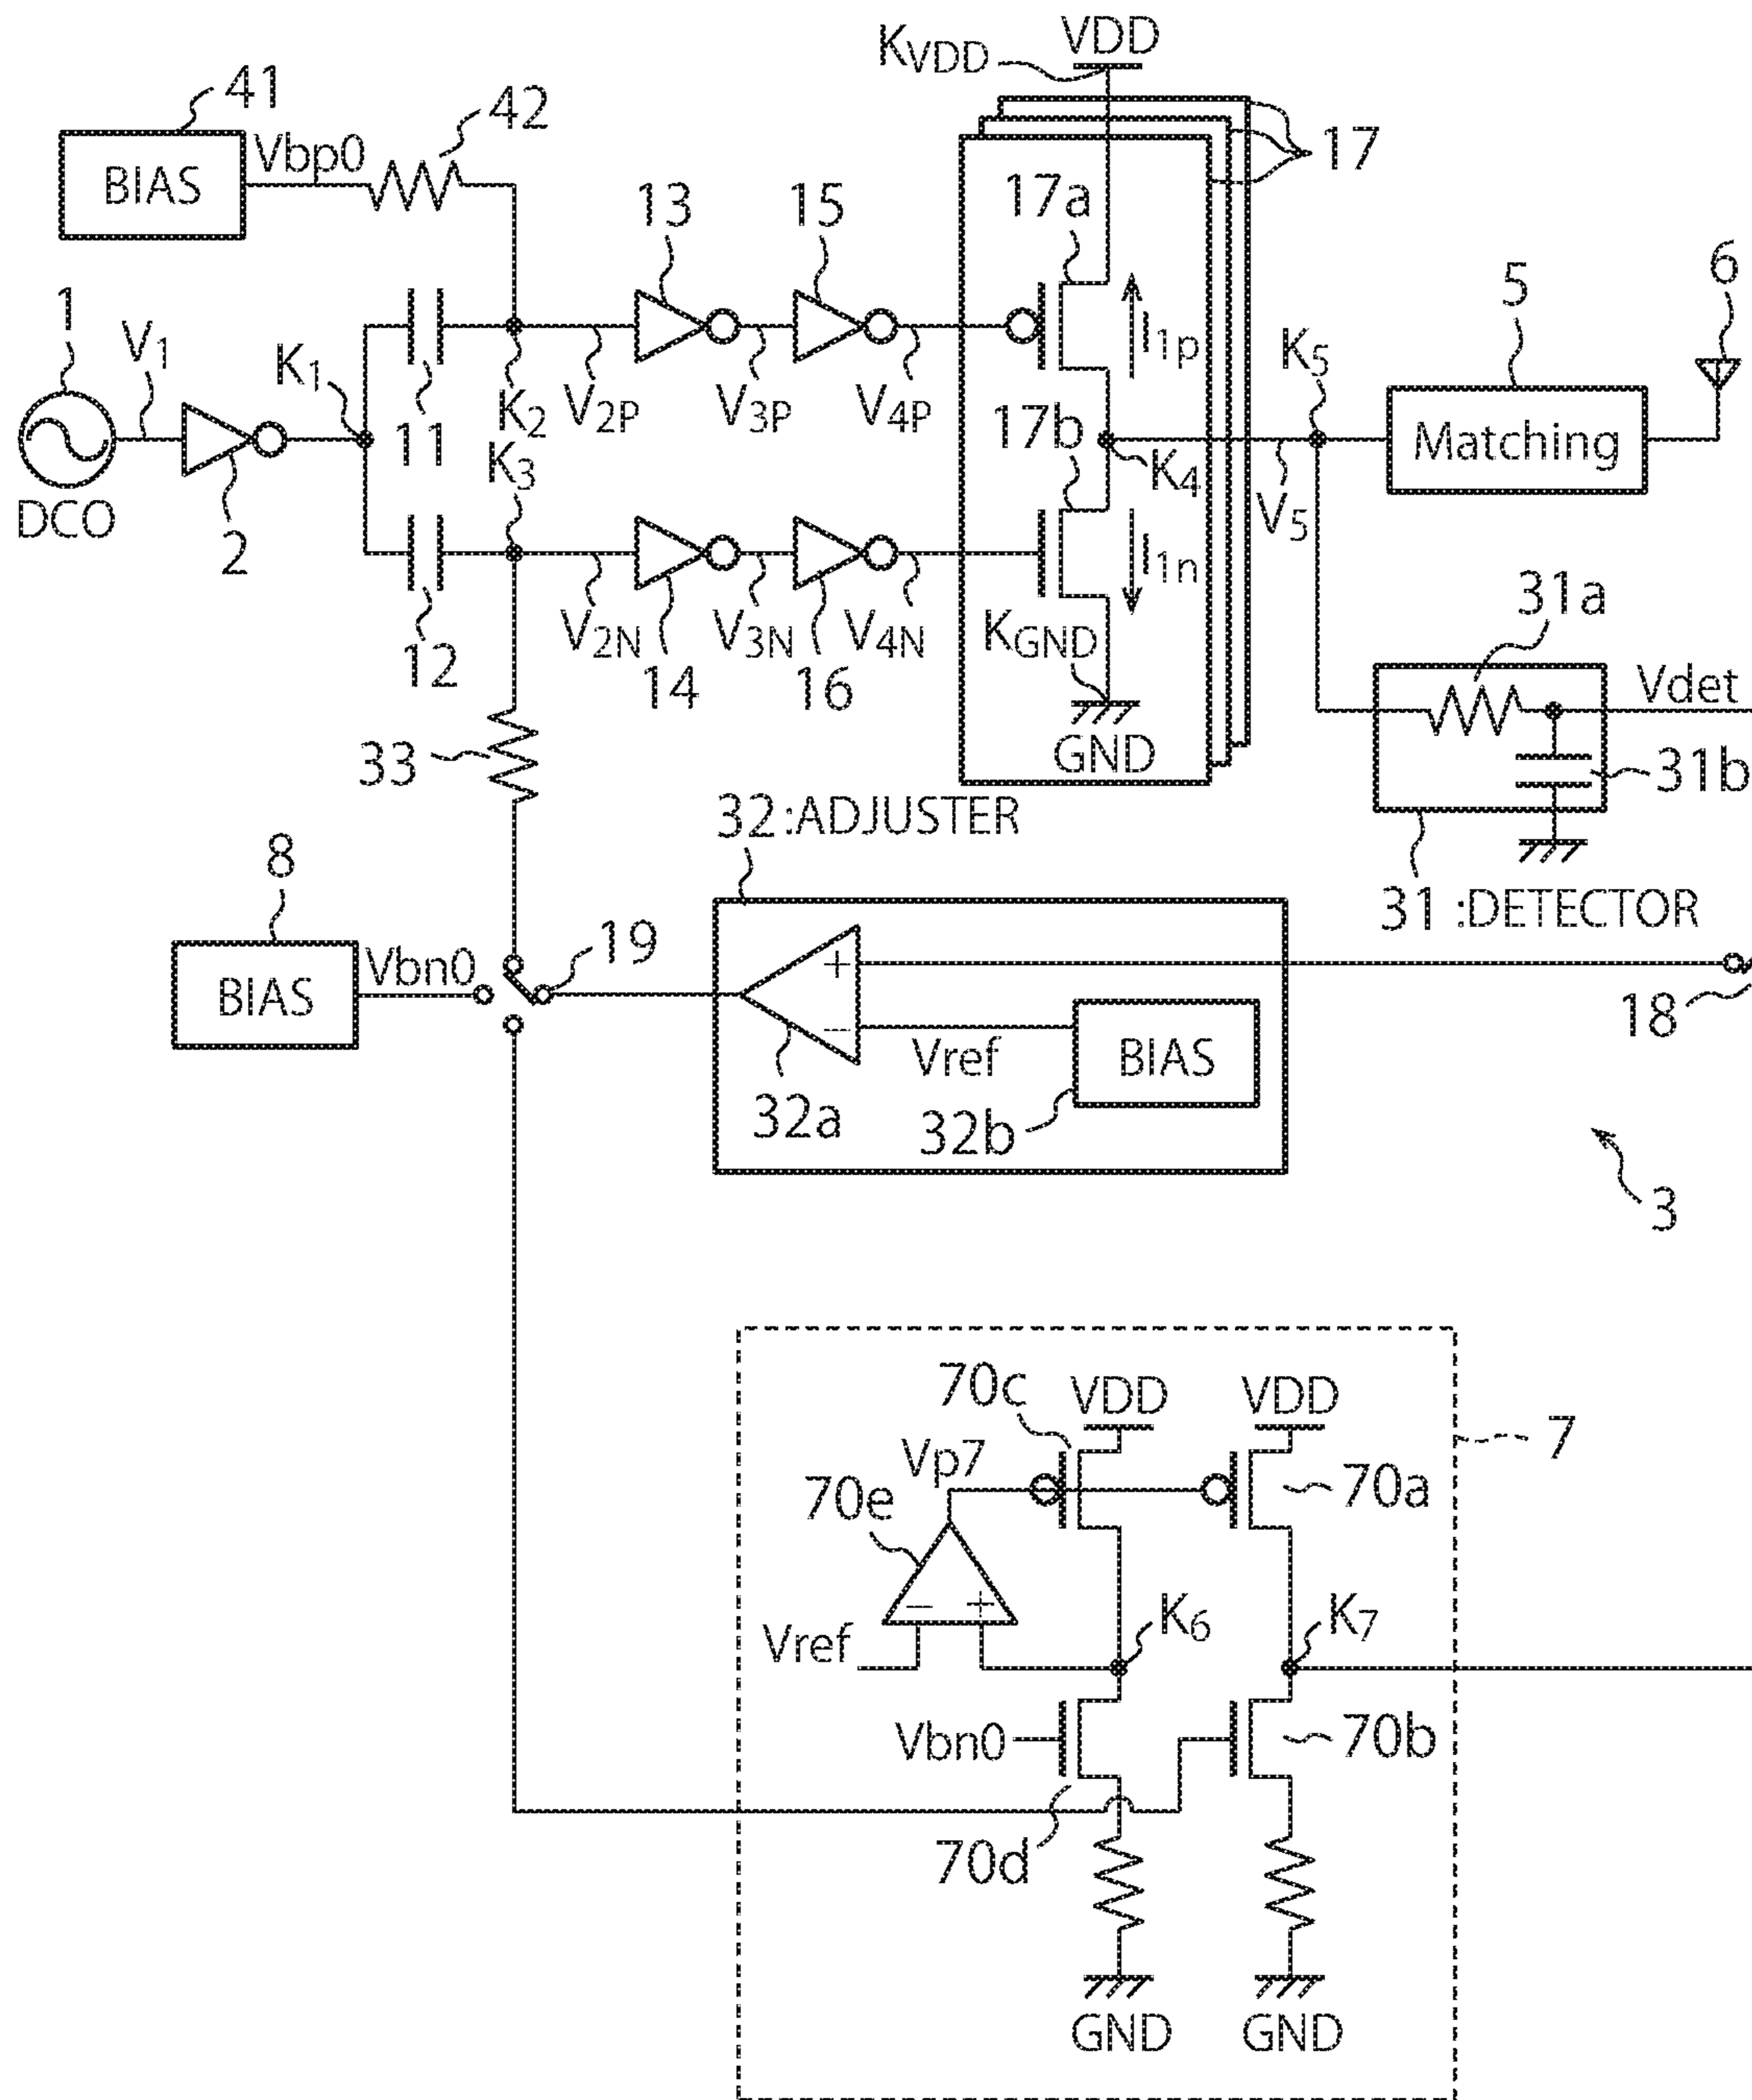 VDD
KVDD
41
42
BIAS
Vbp0
17
17a
13
15
1
V1
K1
11
K2
V2P
V3P
V4P
I1p
K5
5
6
17b
K3
K4
V5
Matching
DCO
2
12
V2N
14
V3N
16
V4N
I1n
KGND
GND
31a
Vdet
31b
31 :DETECTOR
33
32 :ADJUSTER
8
BIAS
Vbn0
19
+
−
32a
Vref
BIAS
32b
18
3
70c
VDD
VDD
7
Vp7
70e
70a
−
+
Vref
K6
K7
Vbn0
70b
70d
GND
GND